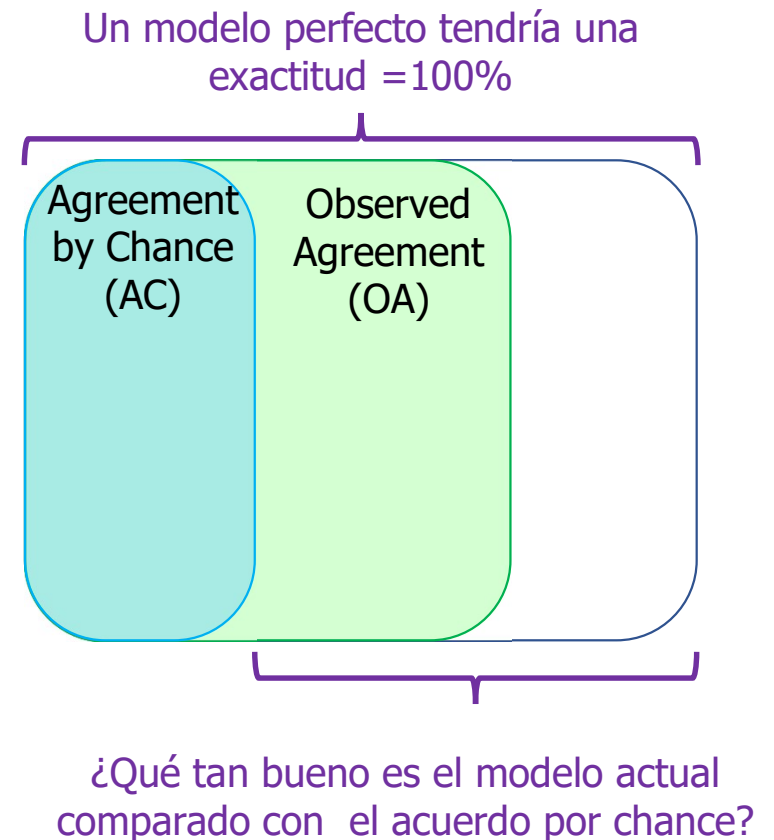 Un modelo perfecto tendría una
exactitud =100%
Agreement
by Chance
(AC)
Observed
Agreement
(OA)
¿Qué tan bueno es el modelo actual
comparado con  el acuerdo por chance?